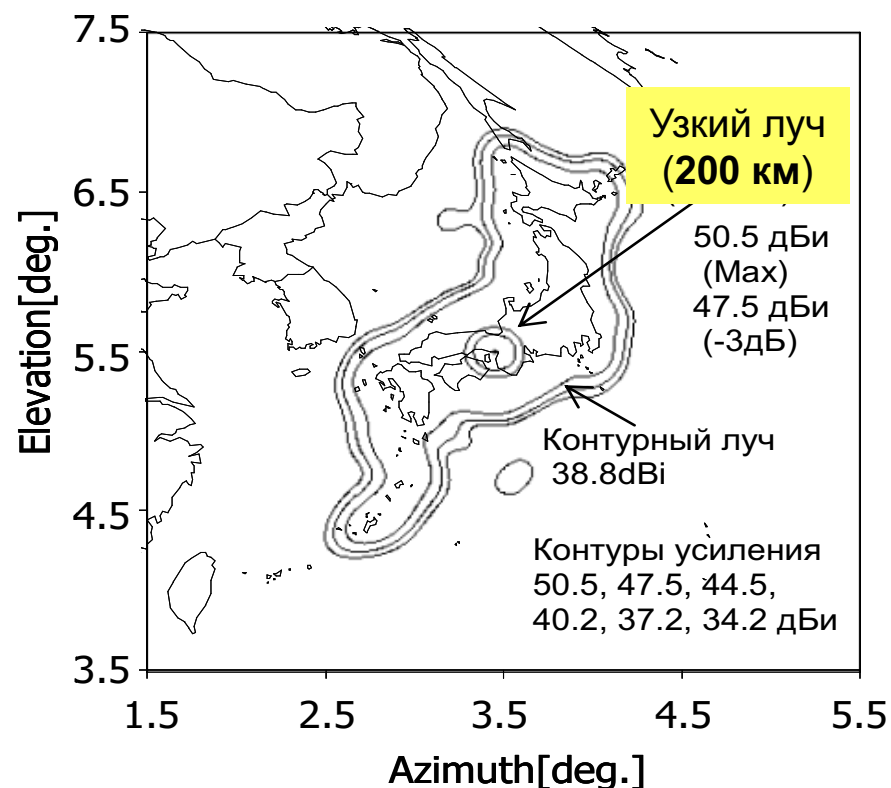 7.5
6.5
5.5
4.5
3.5
Elevation[deg.]
Узкий луч
(200 км)
50.5 дБи
(Max)
47.5 дБи
(-3дБ)
Контурный луч
38.8dBi
Контуры усиления
50.5, 47.5, 44.5,
40.2, 37.2, 34.2 дБи
1.5 2.5 3.5 4.5 5.5
Azimuth[deg.]